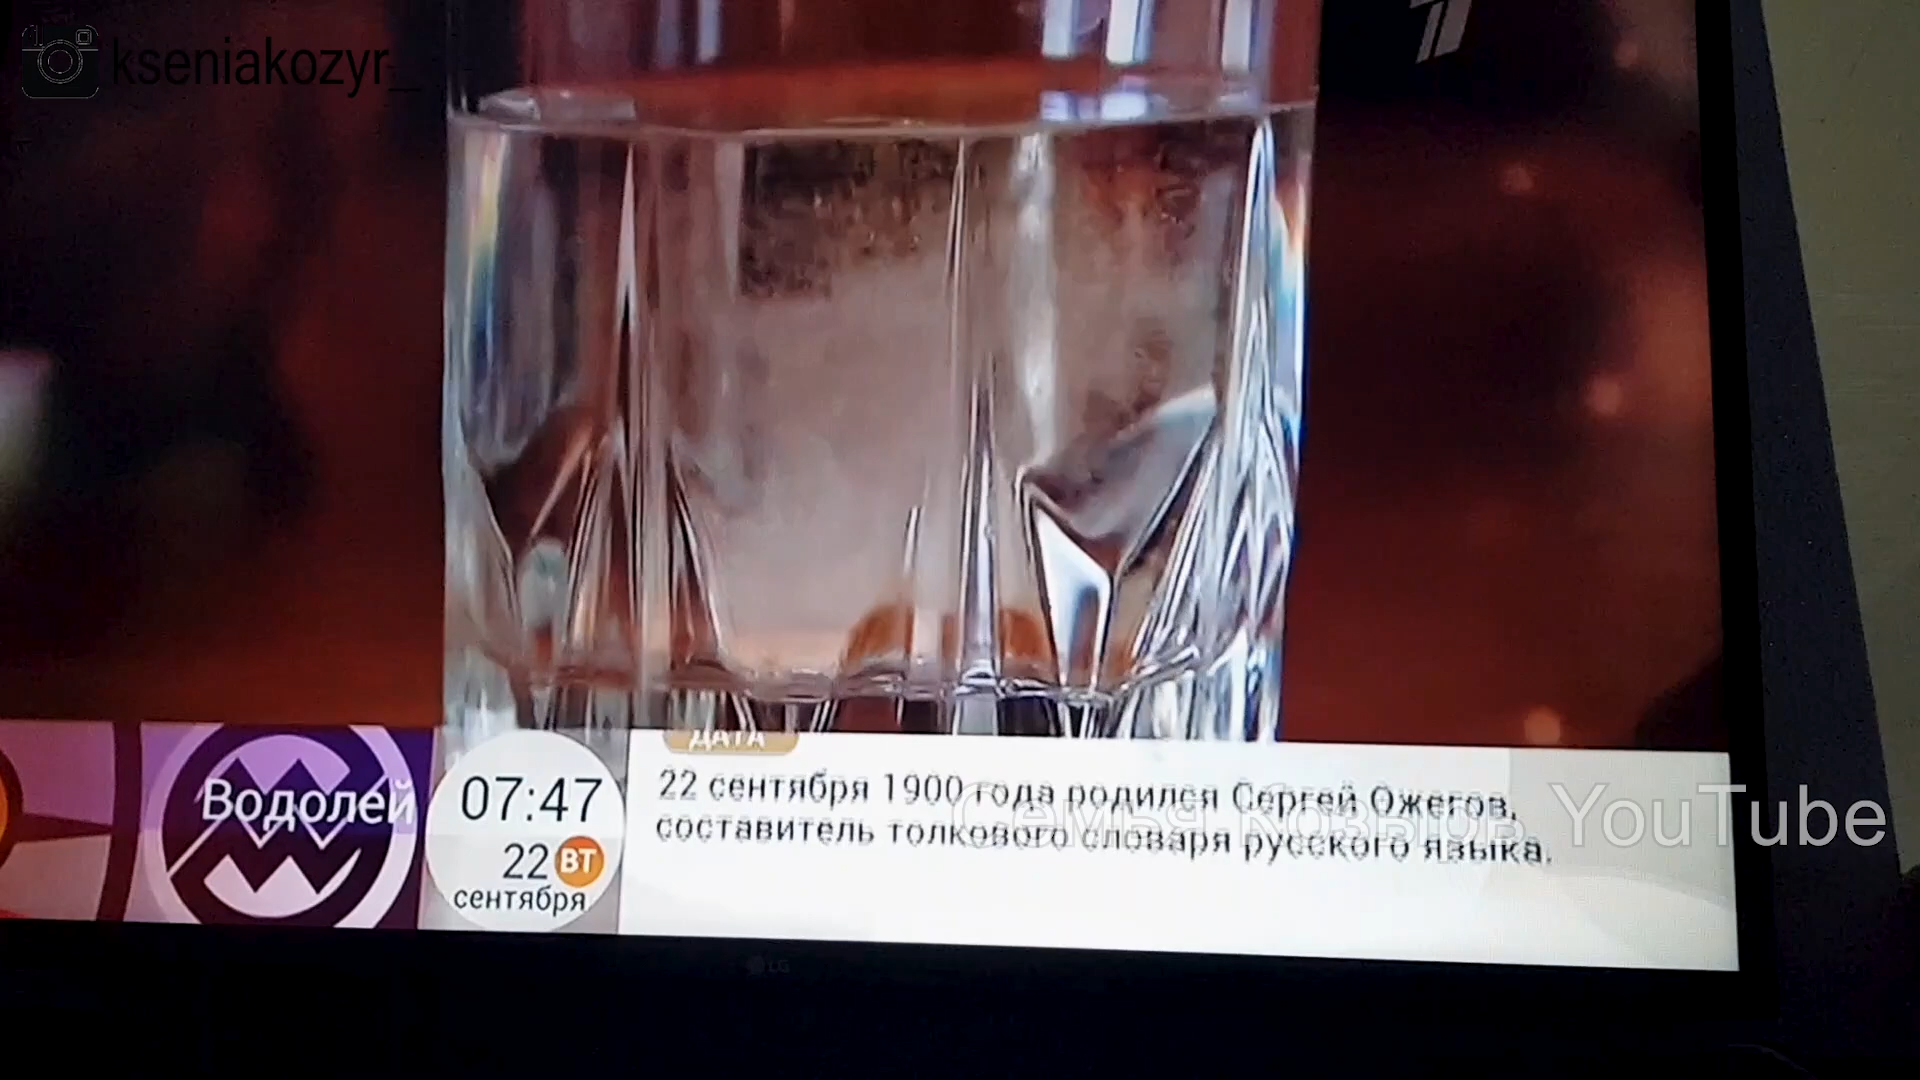 kseniakozyr_
ДАТА
Водолей
07:47
22 ВТ
сентября
22 сентября 1900 года родился Сергей Ожегов,
составитель толкового словаря русского языка.
Семья Козырь YouTube
LG